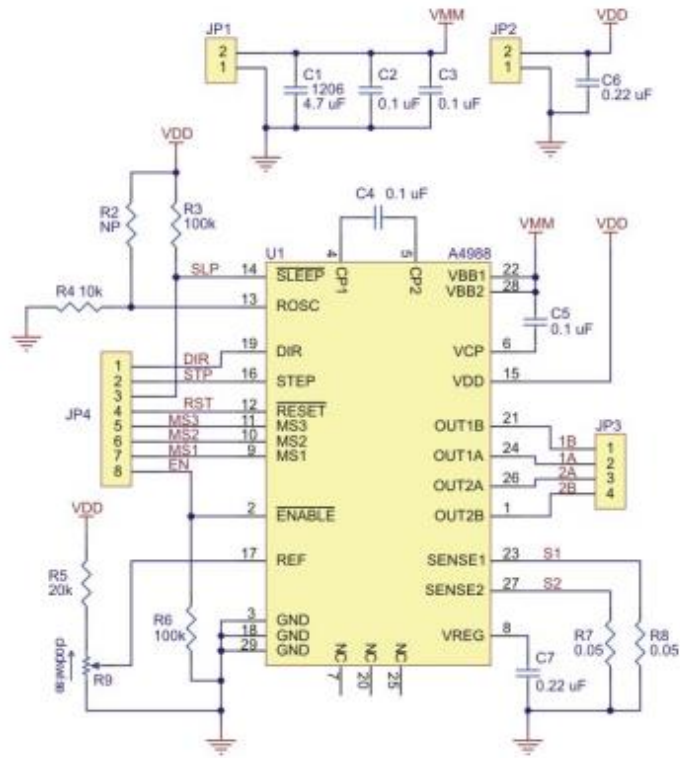 JP1
2
1
VMM
C1
1206
4.7 uF
C2
0.1 uF
C3
0.1 uF
JP2
2
1
VDD
C6
0.22 uF
VDD
R2
NP
R3
100k
C4 0.1 uF
4
5
U1
A4988
CP1
CP2
VMM
VDD
SLP
14
SLEEP
R4 10k
13
ROSC
VBB1
22
VBB2
28
C5
0.1 uF
VCP
6
VDD
15
JP4
1
2
3
4
5
6
7
8
DIR
19
DIR
STP
16
STEP
RST
12
RESET
MS3
11
MS3
MS2
10
MS2
MS1
9
MS1
EN
2
ENABLE
OUT1B
21
OUT1A
24
OUT2A
26
OUT2B
1
1B
1A
2A
2B
JP3
1
2
3
4
VDD
R5
20k
clockwise
R9
17
REF
R6
100k
3
GND
18
GND
29
GND
SENSE1
23
S1
SENSE2
27
S2
VREG
8
C7
0.22 uF
R7
0.05
R8
0.05
NC
NC
NC
7
20
25